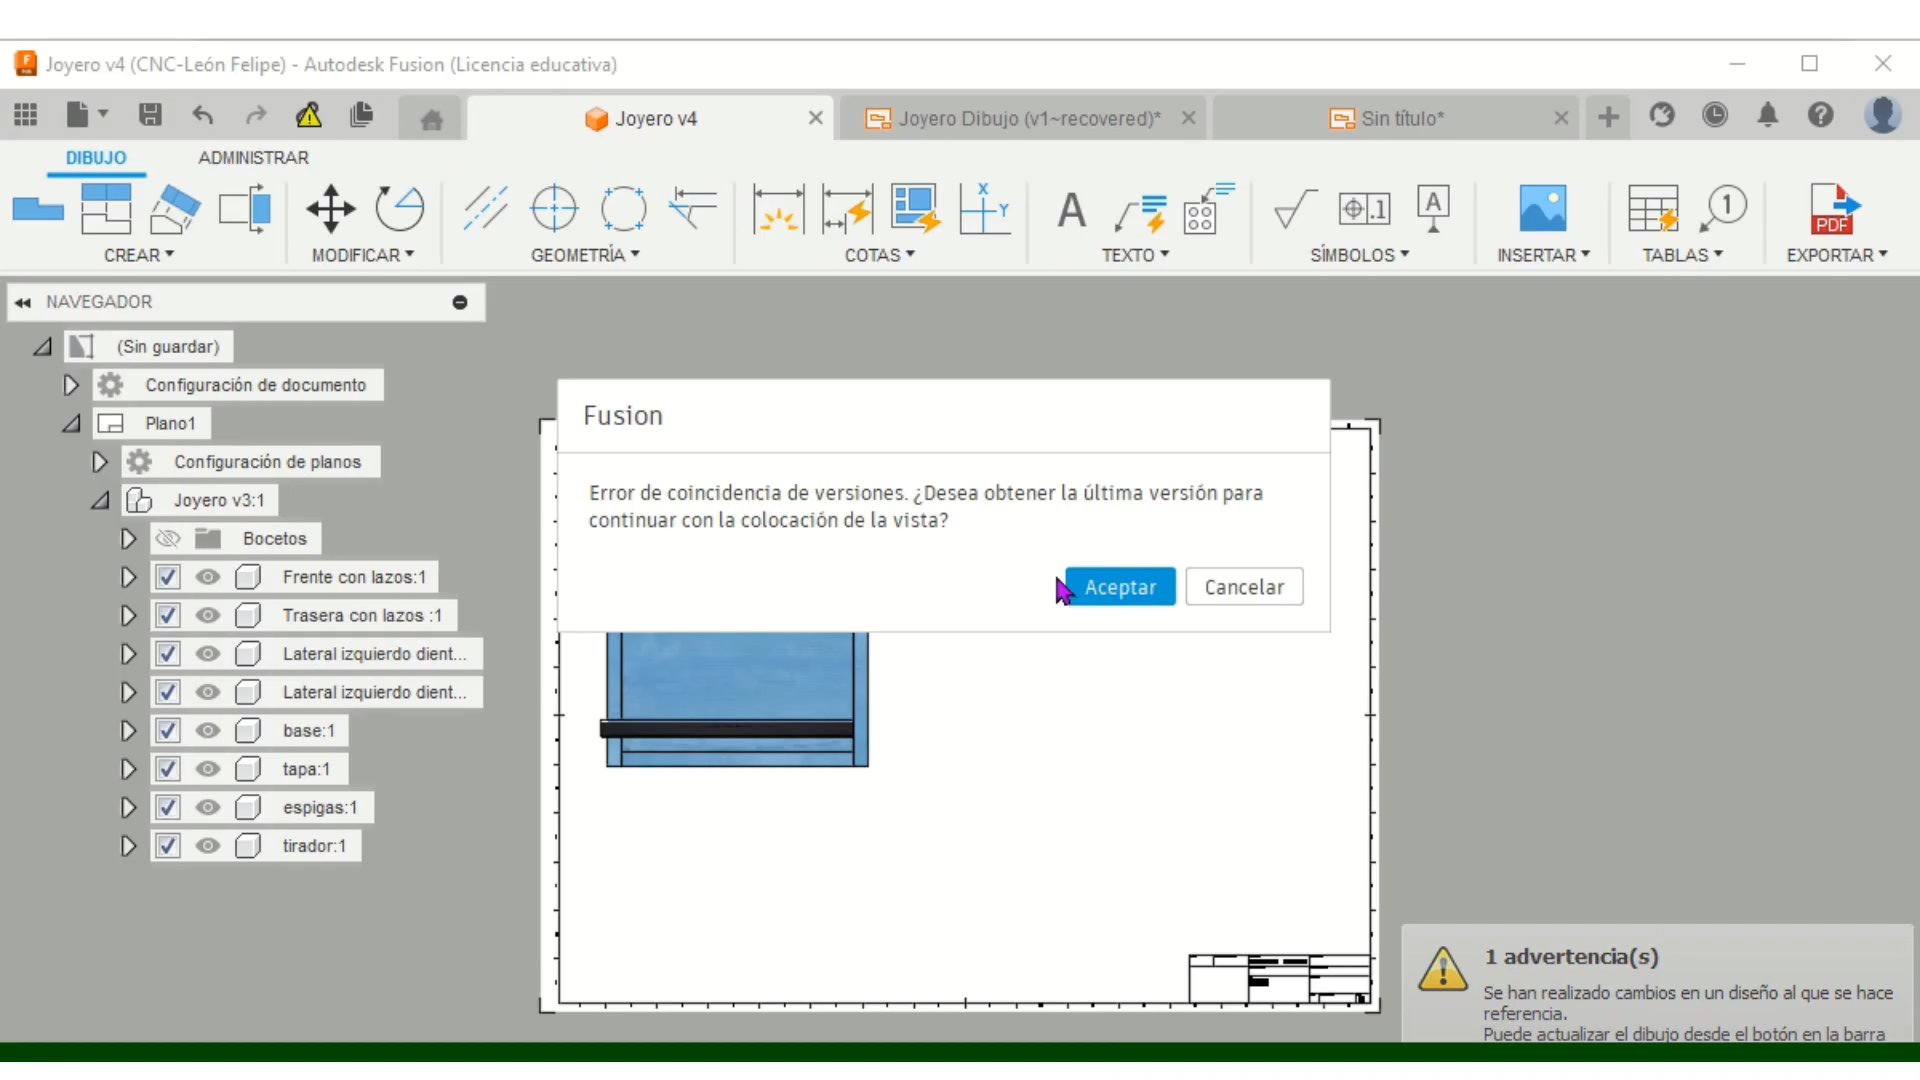 Joyero v4 (CNC-León Felipe) - Autodesk Fusion (Licencia educativa)
Joyero v4
Joyero Dibujo (v1~recovered)*
Sin título*
DIBUJO
ADMINISTRAR
CREAR
MODIFICAR
GEOMETRÍA
COTAS
TEXTO
SÍMBOLOS
INSERTAR
TABLAS
EXPORTAR
NAVEGADOR
(Sin guardar)
Configuración de documento
Plano1
Configuración de planos
Joyero v3:1
Bocetos
Frente con lazos:1
Trasera con lazos :1
Lateral izquierdo dient...
Lateral izquierdo dient...
base:1
tapa:1
espigas:1
tirador:1
Fusion
Error de coincidencia de versiones. ¿Desea obtener la última versión para
continuar con la colocación de la vista?
Aceptar
Cancelar
1 advertencia(s)
Se han realizado cambios en un diseño al que se hace
referencia.
Puede actualizar el dibujo desde el botón en la barra